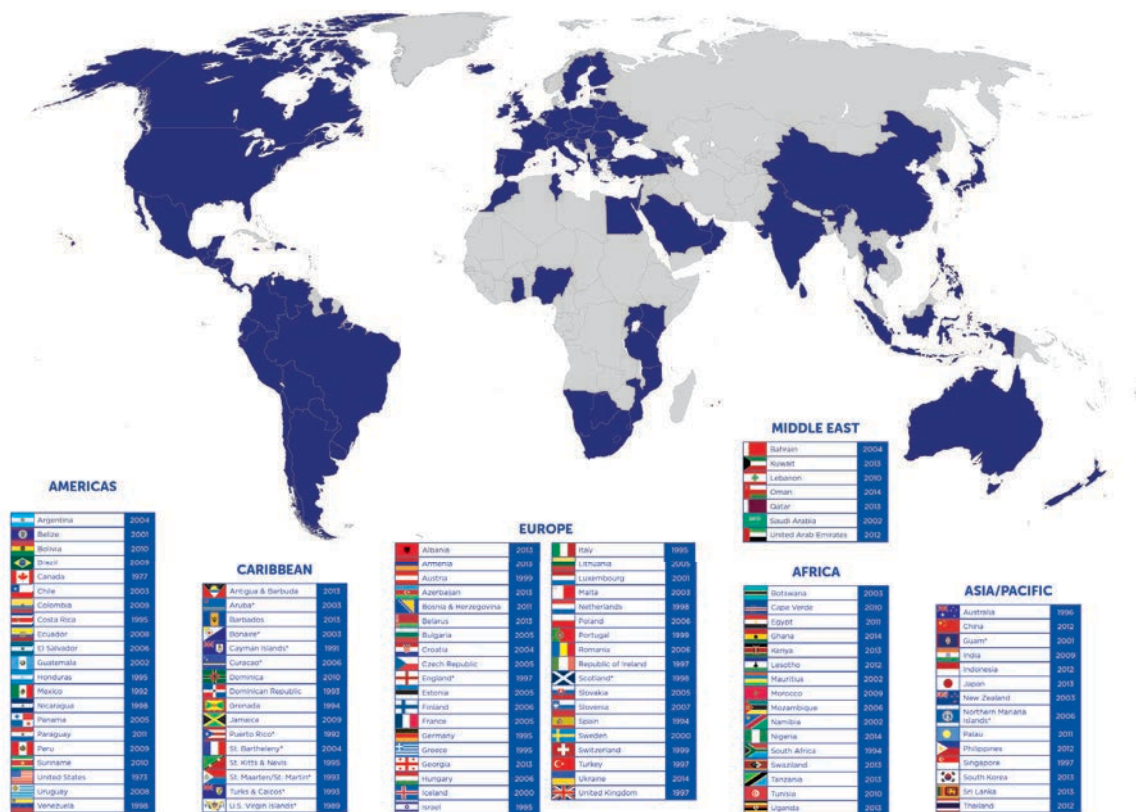 MIDDLE EAST
Bahrain 2004
Kuwait 2013
Lebanon 2010
Oman 2014
Qatar 2013
Saudi Arabia 2002
United Arab Emirates 2012
AMERICAS
Argentina 2004
Belize 2001
Bolivia 2010
Brazil 2009
Canada 1977
Chile 2003
Colombia 2009
Costa Rica 1995
Ecuador 2008
El Salvador 2006
Guatemala 2002
Honduras 1995
Mexico 1992
Nicaragua 1998
Panama 2005
Paraguay 2011
Peru 2009
Suriname 2010
United States 1973
Uruguay 2008
Venezuela 1998
CARIBBEAN
Antigua & Barbuda 2013
Aruba* 2003
Barbados 2013
Bonaire* 2003
Cayman Islands* 1991
Curacao* 2006
Dominica 2010
Dominican Republic 1993
Grenada 1994
Jamaica 2009
Puerto Rico* 1992
St. Bartheleny* 2004
St. Kitts & Nevis 1995
St. Maarten/St. Martin* 1993
Turks & Caicos* 1993
U.S. Virgin Islands* 1989
EUROPE
Albania 2013
Armenia 2013
Austria 1999
Azerbaijan 2013
Bosnia & Herzegovina 2011
Belarus 2013
Bulgaria 2005
Croatia 2004
Czech Republic 2005
England* 1997
Estonia 2005
Finland 2006
France 2005
Germany 1995
Greece 1995
Georgia 2013
Hungary 2006
Iceland 2000
Israel 1995
Italy 1995
Lithuania 2005
Luxembourg 2001
Malta 2003
Netherlands 1998
Poland 2006
Portugal 1999
Romania 2006
Republic of Ireland 1997
Scotland* 1998
Slovakia 2005
Slovenia 2007
Spain 1994
Sweden 2000
Switzerland 1999
Turkey 1997
Ukraine 2014
United Kingdom 1997
AFRICA
Botswana 2003
Cape Verde 2010
Egypt 2011
Ghana 2014
Kenya 2013
Lesotho 2012
Mauritius 2002
Morocco 2009
Mozambique 2006
Namibia 2002
Nigeria 2014
South Africa 1994
Swaziland 2013
Tanzania 2013
Tunisia 2010
Uganda 2013
ASIA/PACIFIC
Australia 1996
China 2012
Guam* 2001
India 2009
Indonesia 2012
Japan 2013
New Zealand 2003
Northern Mariana
Islands* 2006
Palau 2011
Philippines 2012
Singapore 1997
South Korea 2013
Sri Lanka 2013
Thailand 2012